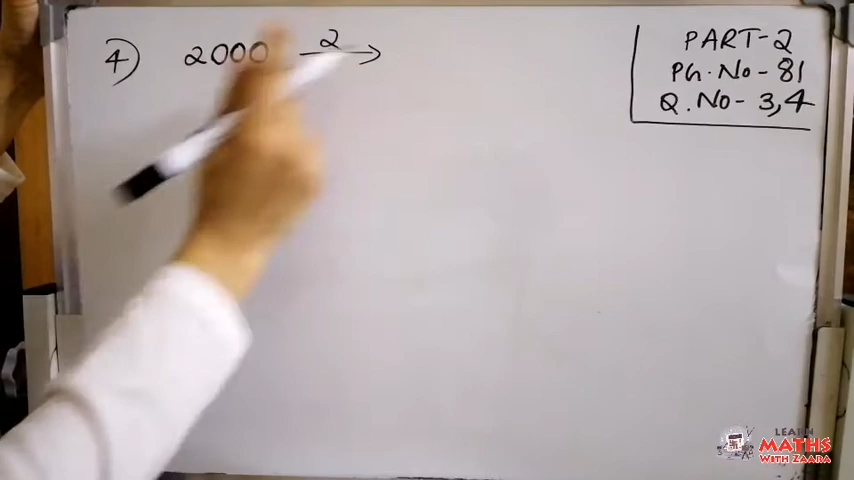 4) 2000 2→
PART-2
PG.No-81
Q.No-3,4
LEARN
MATHS
WITH ZAARA